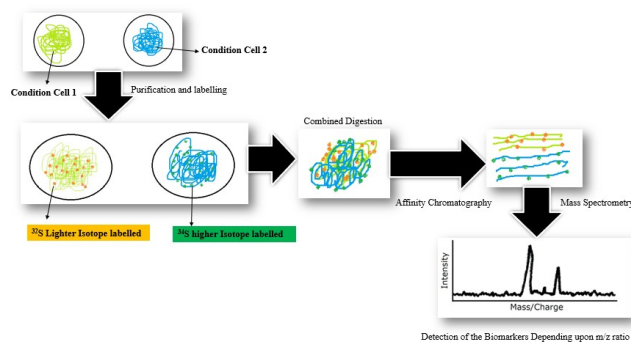 Condition Cell 2
Condition Cell 1
Purification and labelling
Combined Digestion
Affinity Chromatography
Mass Spectrometry
³²S Lighter Isotope labelled
³⁴S higher Isotope labelled
Intensity
Mass/Charge
Detection of the Biomarkers Depending upon m/z ratio